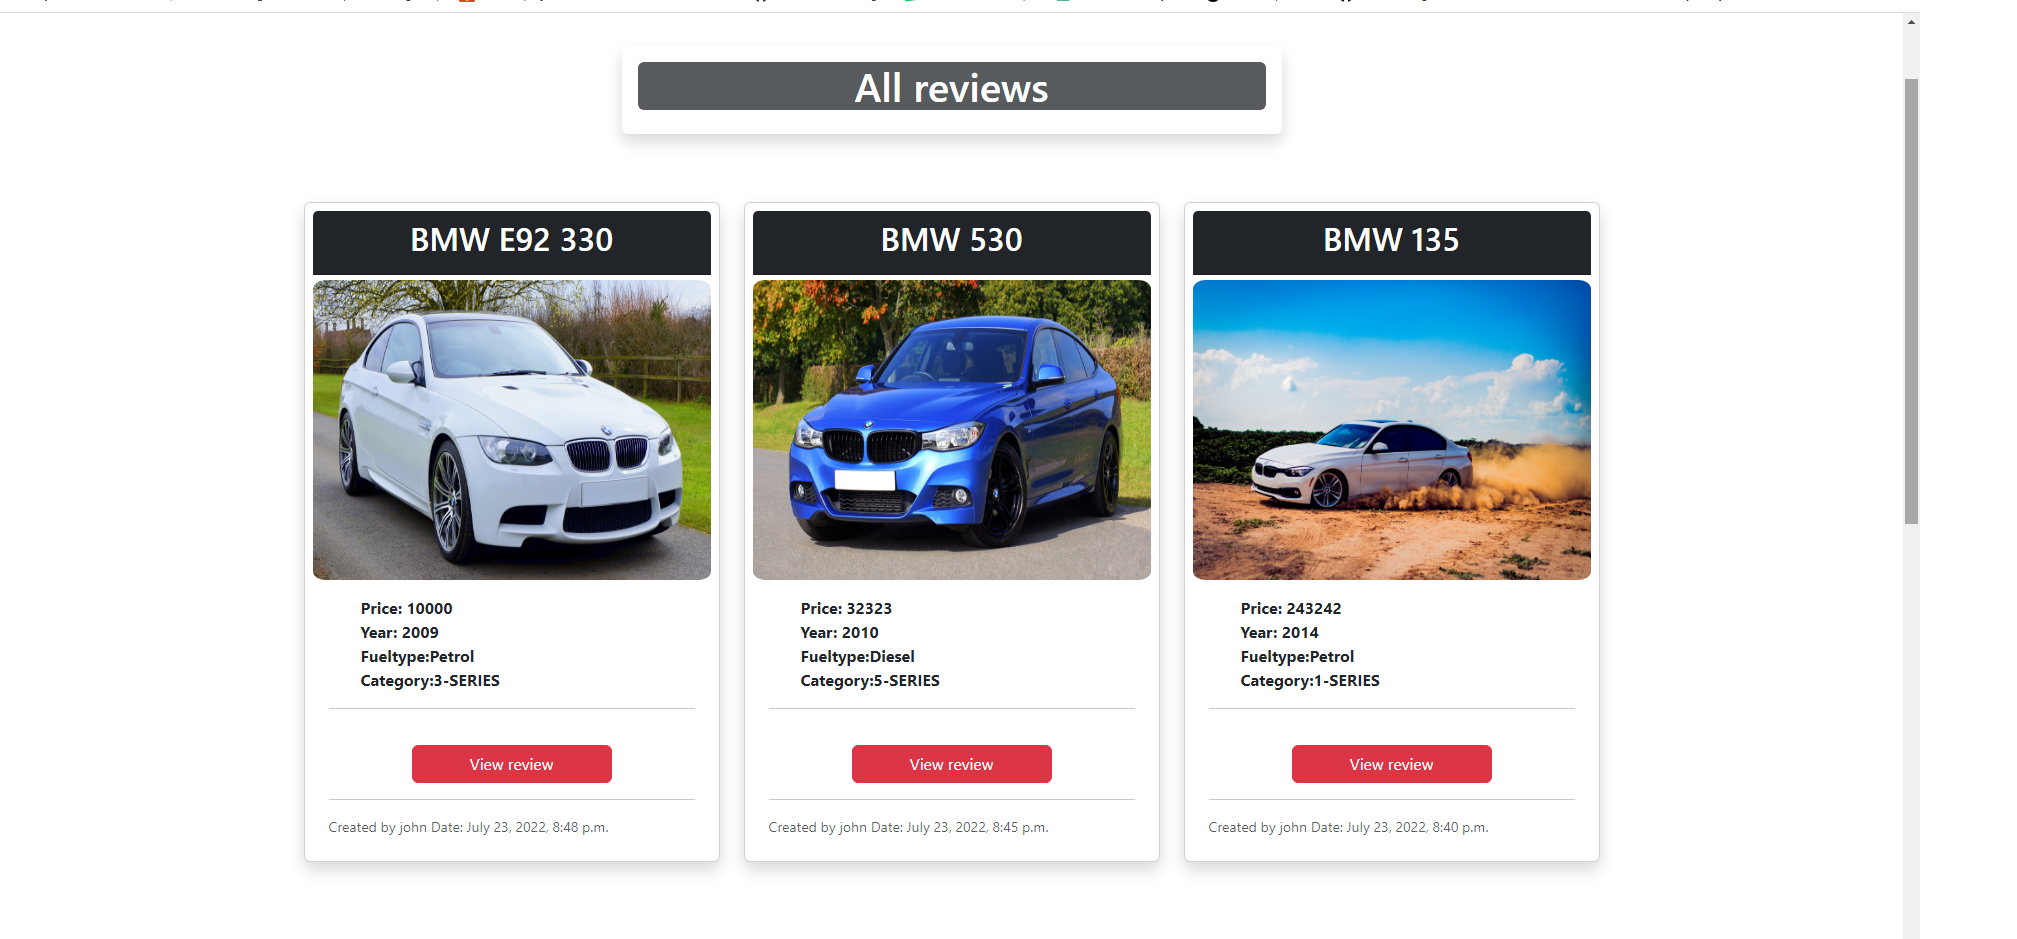 All reviews
BMW E92 330
Price: 10000
Year: 2009
Fueltype:Petrol
Category:3-SERIES
View review
Created by john Date: July 23, 2022, 8:48 p.m.
BMW 530
Price: 32323
Year: 2010
Fueltype:Diesel
Category:5-SERIES
View review
Created by john Date: July 23, 2022, 8:45 p.m.
BMW 135
Price: 243242
Year: 2014
Fueltype:Petrol
Category:1-SERIES
View review
Created by john Date: July 23, 2022, 8:40 p.m.